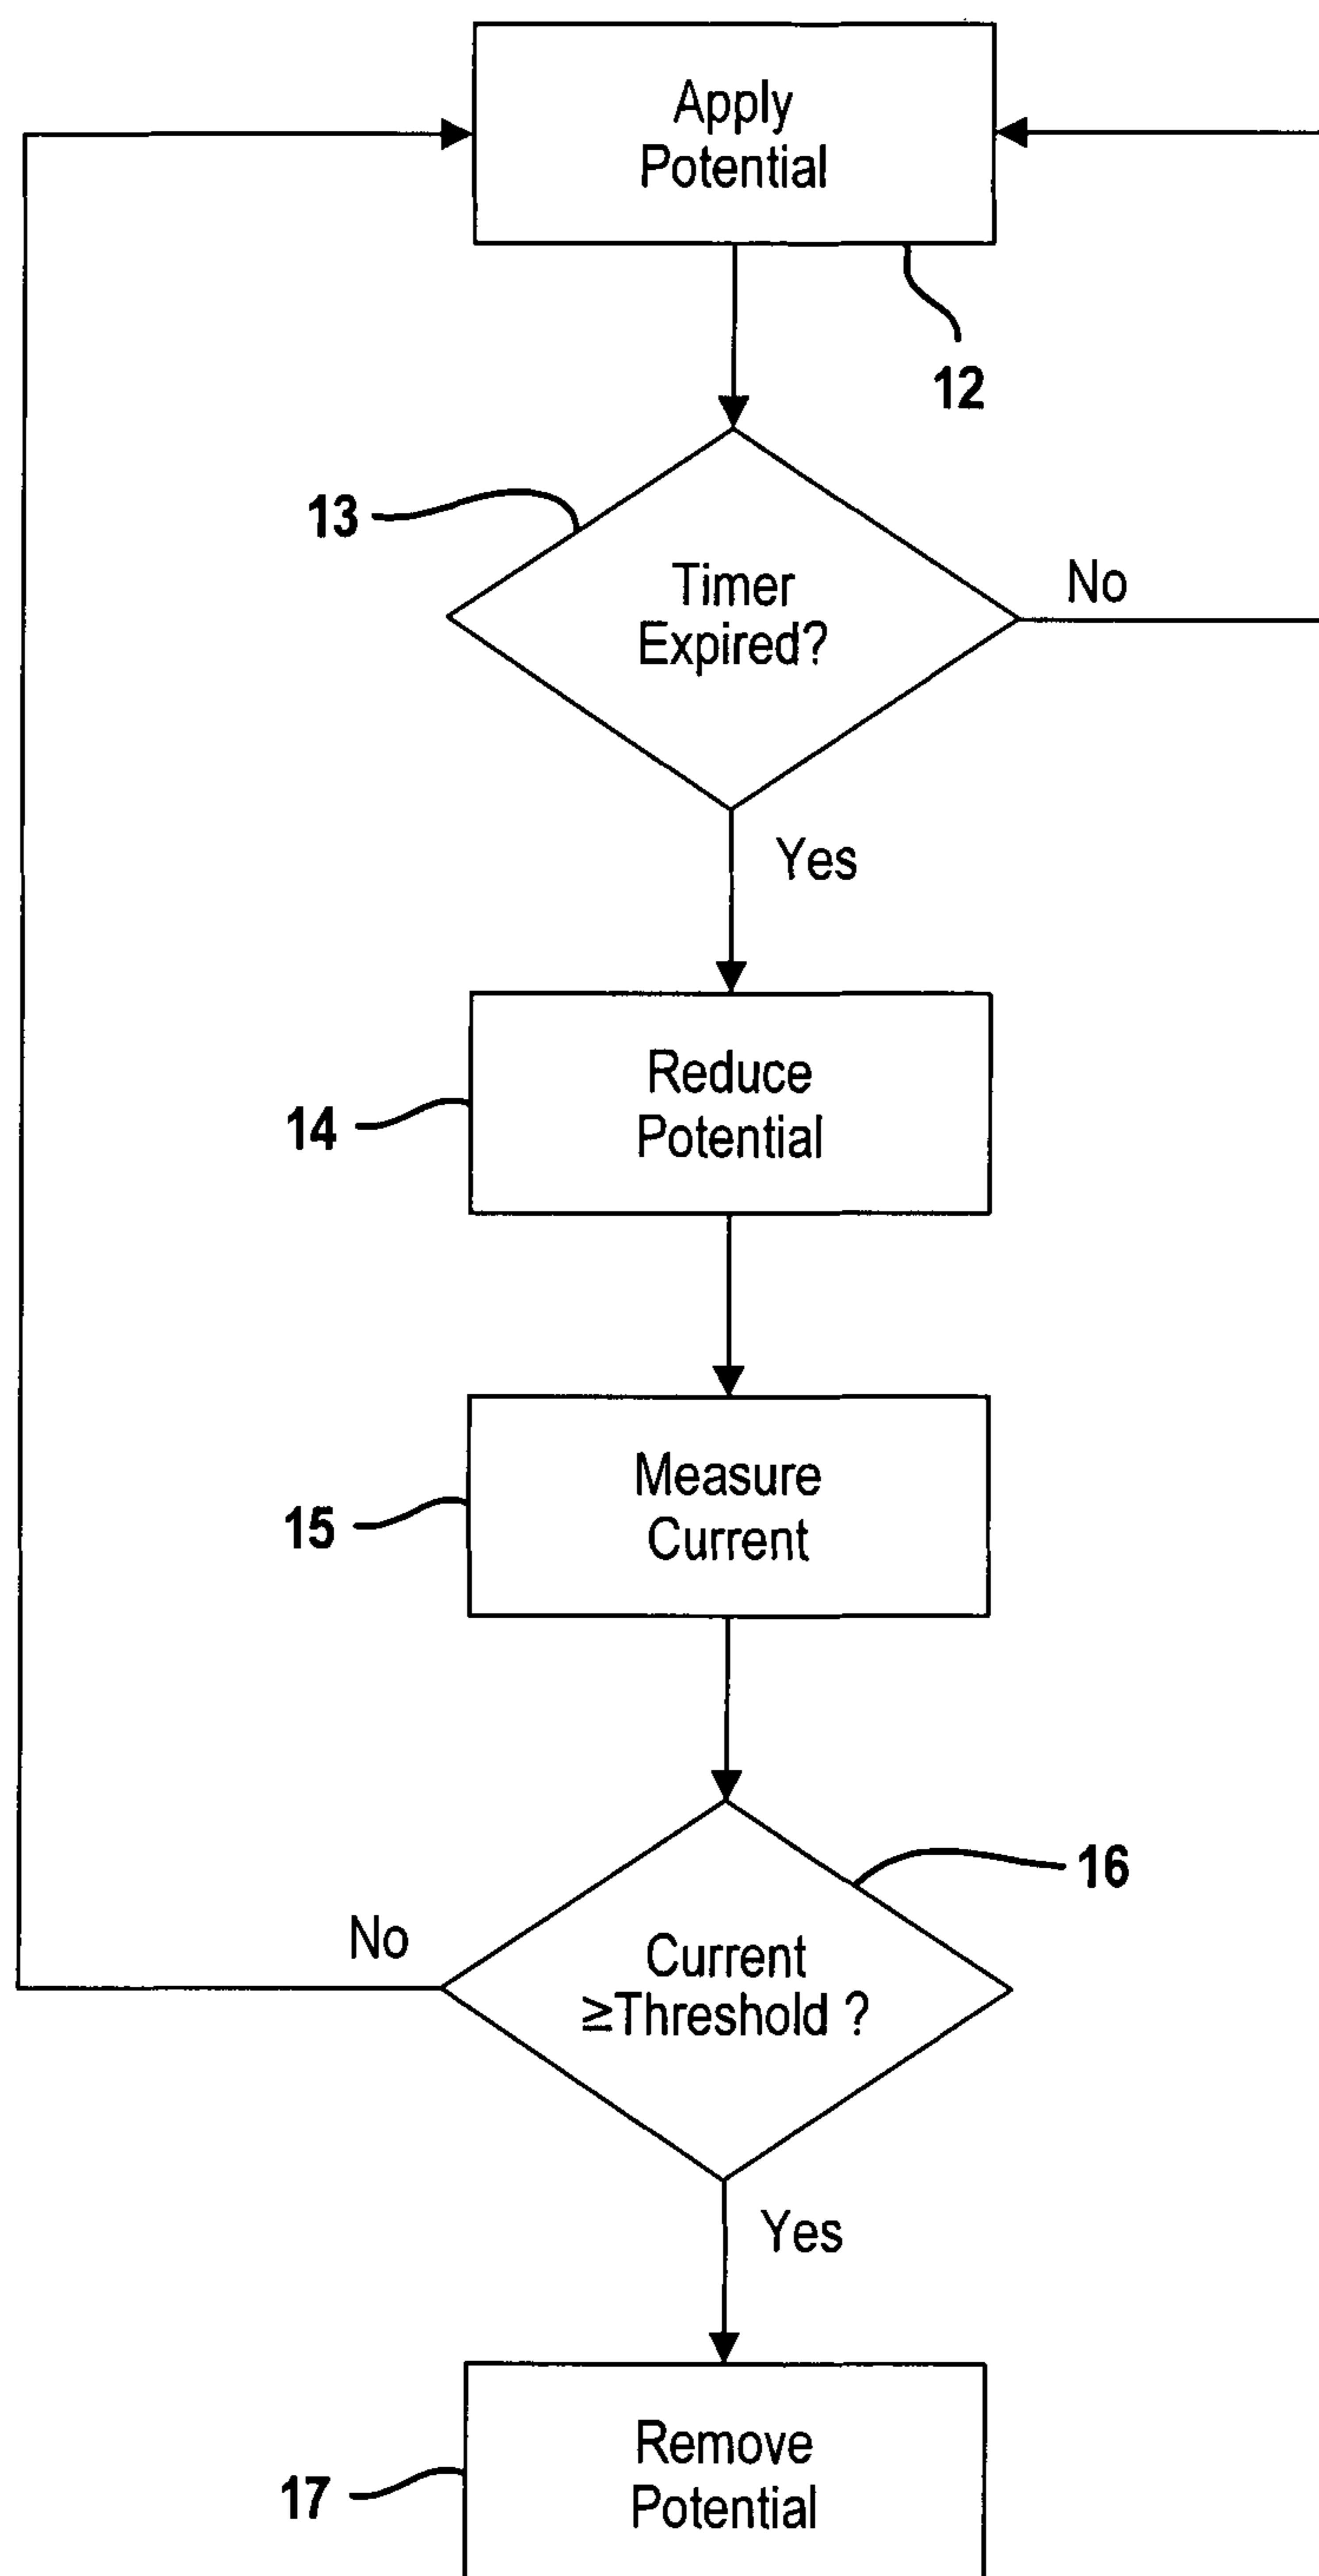 Apply
Potential
12
13
Timer
Expired?
No
Yes
Reduce
Potential
14
Measure
Current
15
16
No
Current
≥Threshold ?
Yes
Remove
Potential
17